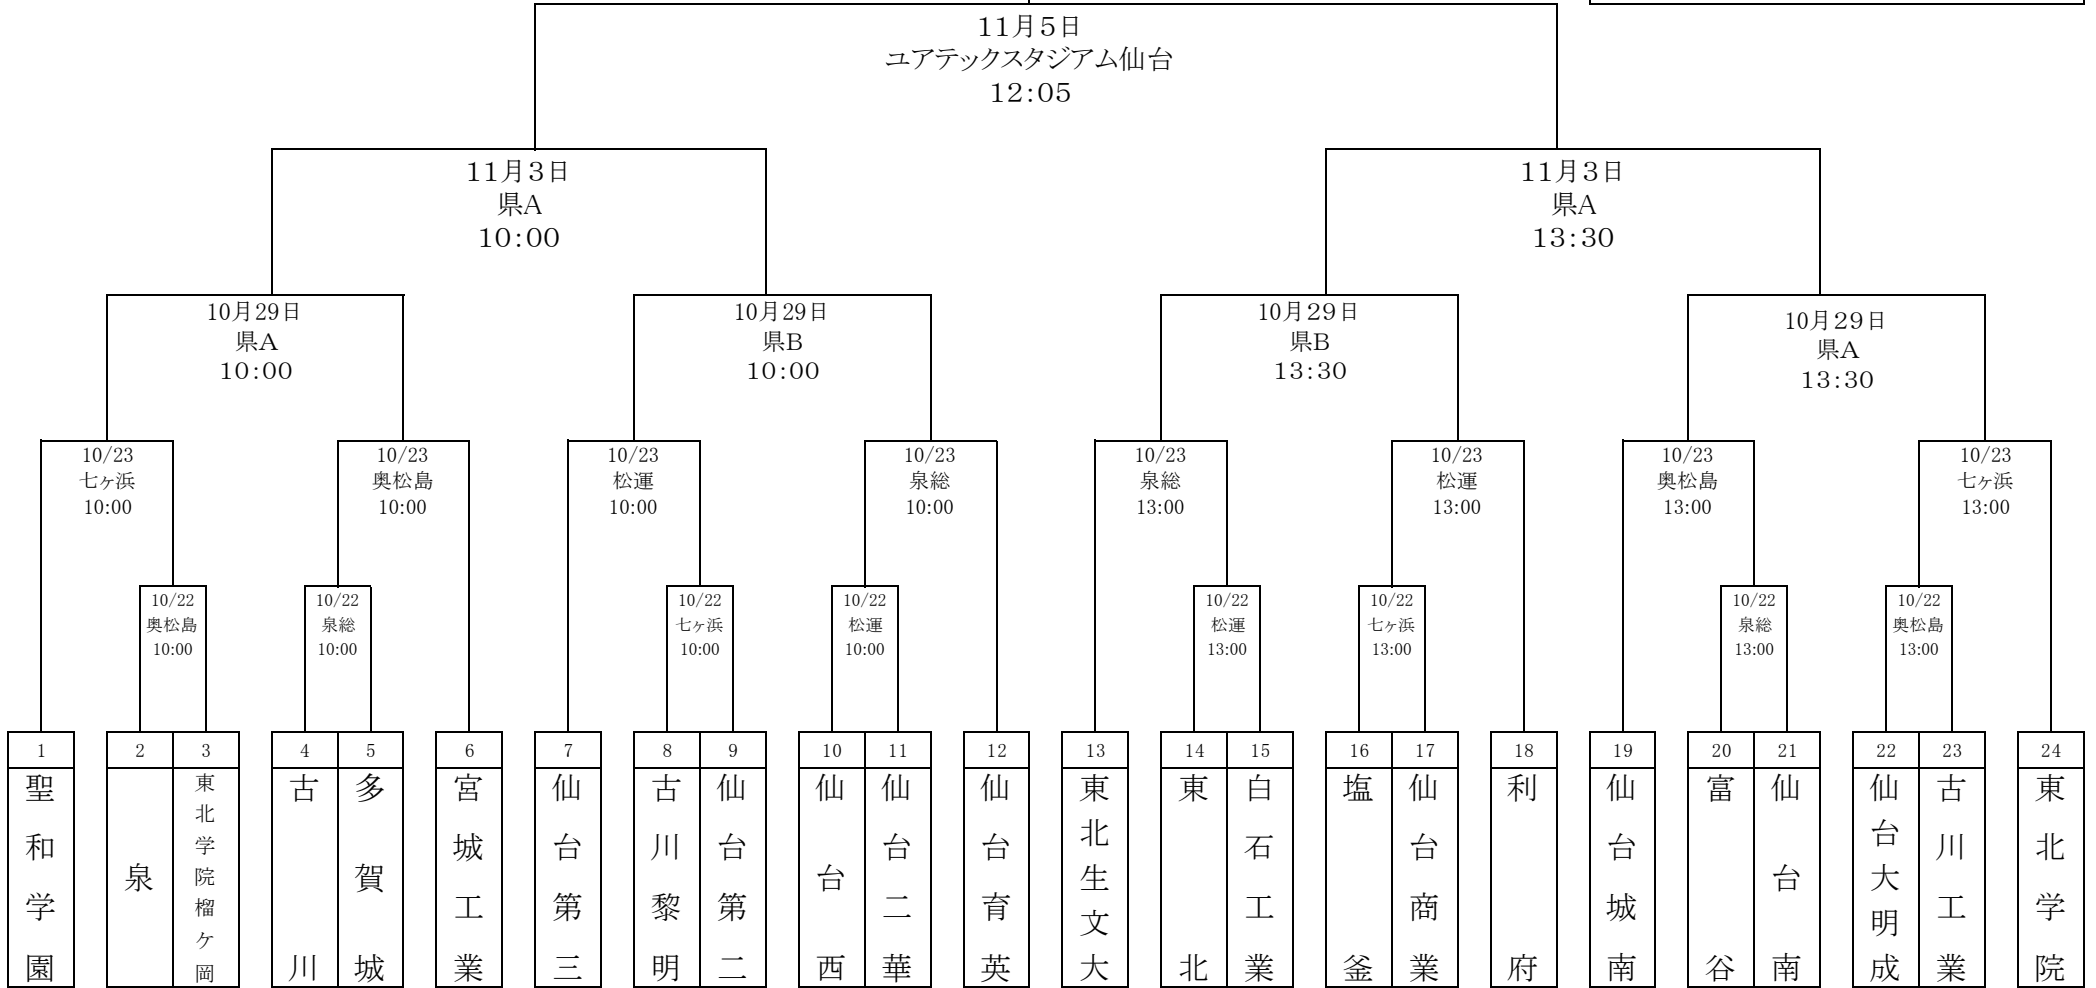 11月5日
ユアテックスタジアム仙台
12:05
11月3日
県A
10:00
11月3日
県A
13:30
10月29日
県A
10:00
10月29日
県B
10:00
10月29日
県B
13:30
10月29日
県A
13:30
10/23
七ヶ浜
10:00
10/23
奥松島
10:00
10/23
松運
10:00
10/23
泉総
10:00
10/23
泉総
13:00
10/23
松運
13:00
10/23
奥松島
13:00
10/23
七ヶ浜
13:00
10/22
奥松島
10:00
10/22
泉総
10:00
10/22
七ヶ浜
10:00
10/22
松運
10:00
10/22
松運
13:00
10/22
七ヶ浜
13:00
10/22
泉総
13:00
10/22
奥松島
13:00
1
聖和学園
2
泉
3
東北学院榴ケ岡
4
古川
5
多賀城
6
宮城工業
7
仙台第三
8
古川黎明
9
仙台第二
10
仙台西
11
仙台二華
12
仙台育英
13
東北生文大
14
東北
15
白石工業
16
塩釜
17
仙台商業
18
利府
19
仙台城南
20
富谷
21
仙台南
22
仙台大明成
23
古川工業
24
東北学院